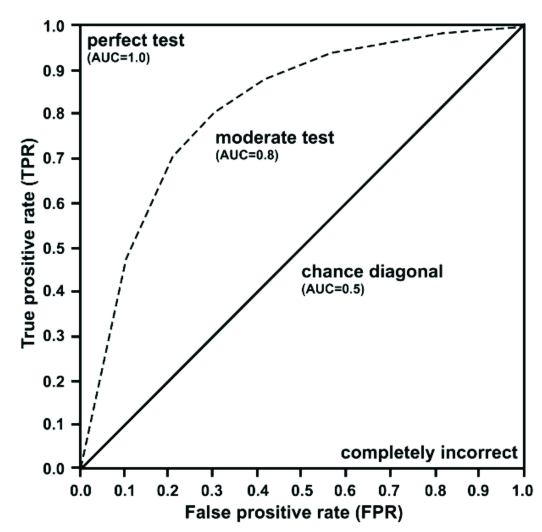 perfect test
(AUC=1.0)
moderate test
(AUC=0.8)
chance diagonal
(AUC=0.5)
completely incorrect
True prositive rate (TPR)
1.0
0.9
0.8
0.7
0.6
0.5
0.4
0.3
0.2
0.1
0.0
0.0 0.1 0.2 0.3 0.4 0.5 0.6 0.7 0.8 0.9 1.0
False prositive rate (FPR)